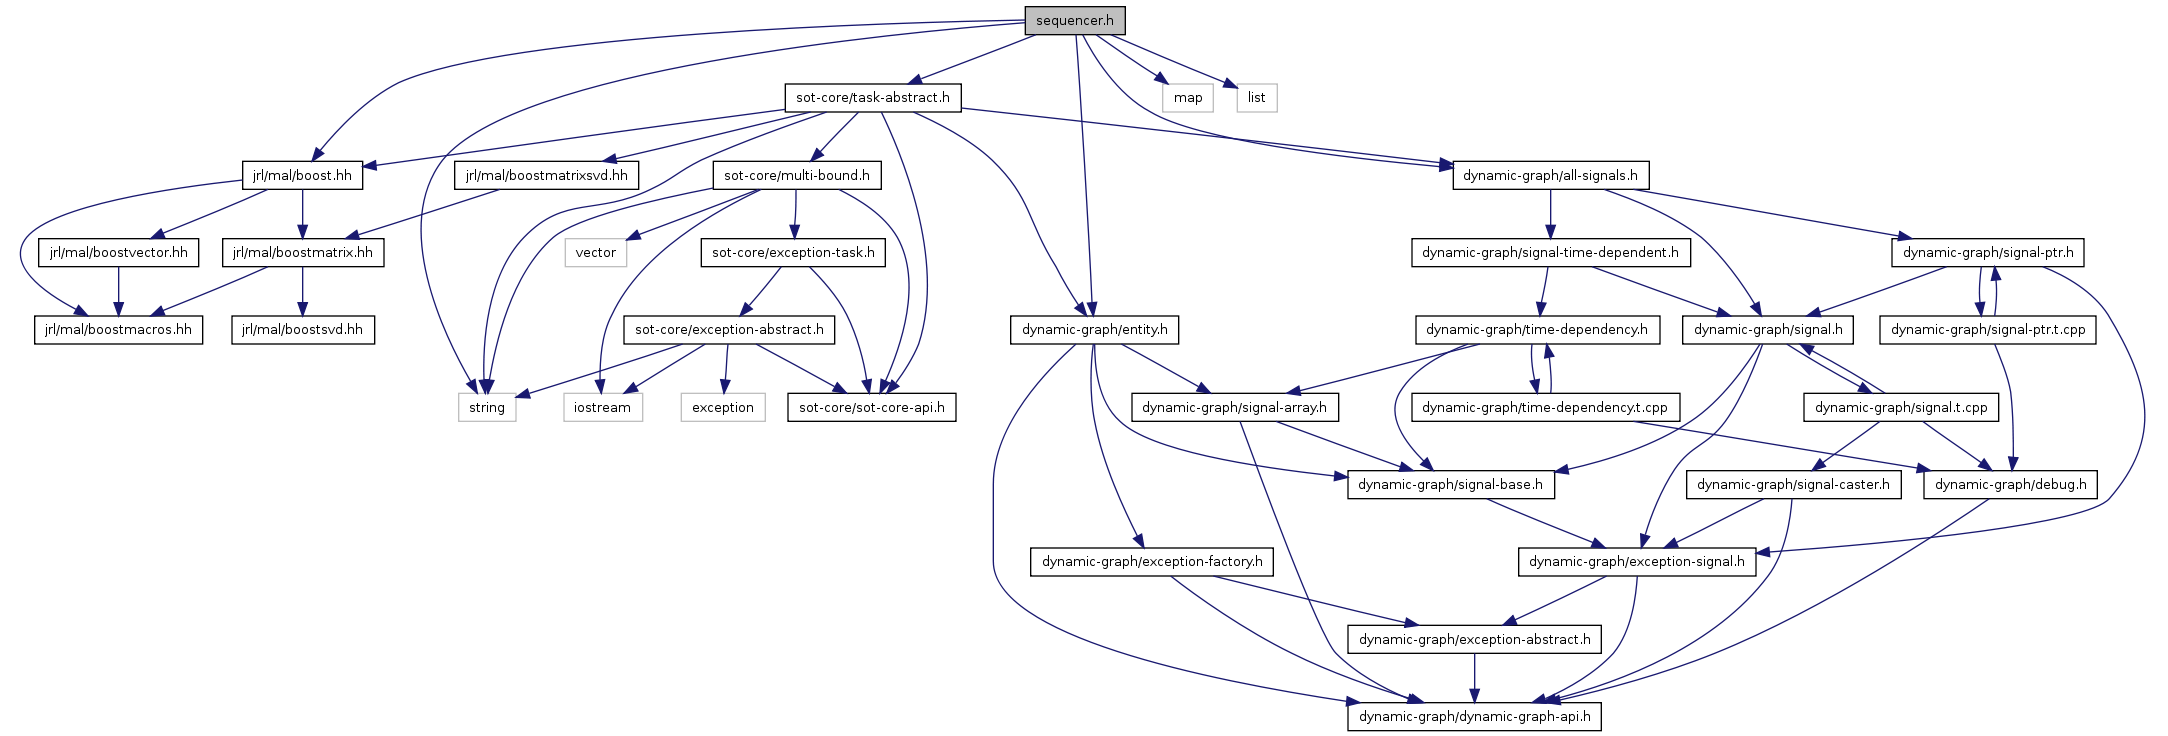 sequencer.h
sot-core/task-abstract.h
map
list
jrl/mal/boost.hh
jrl/mal/boostmatrixsvd.hh
sot-core/multi-bound.h
dynamic-graph/all-signals.h
jrl/mal/boostvector.hh
jrl/mal/boostmatrix.hh
vector
sot-core/exception-task.h
dynamic-graph/signal-time-dependent.h
dynamic-graph/signal-ptr.h
jrl/mal/boostmacros.hh
jrl/mal/boostsvd.hh
sot-core/exception-abstract.h
dynamic-graph/entity.h
dynamic-graph/time-dependency.h
dynamic-graph/signal.h
dynamic-graph/signal-ptr.t.cpp
string
iostream
exception
sot-core/sot-core-api.h
dynamic-graph/signal-array.h
dynamic-graph/time-dependency.t.cpp
dynamic-graph/signal.t.cpp
dynamic-graph/signal-base.h
dynamic-graph/signal-caster.h
dynamic-graph/debug.h
dynamic-graph/exception-factory.h
dynamic-graph/exception-signal.h
dynamic-graph/exception-abstract.h
dynamic-graph/dynamic-graph-api.h